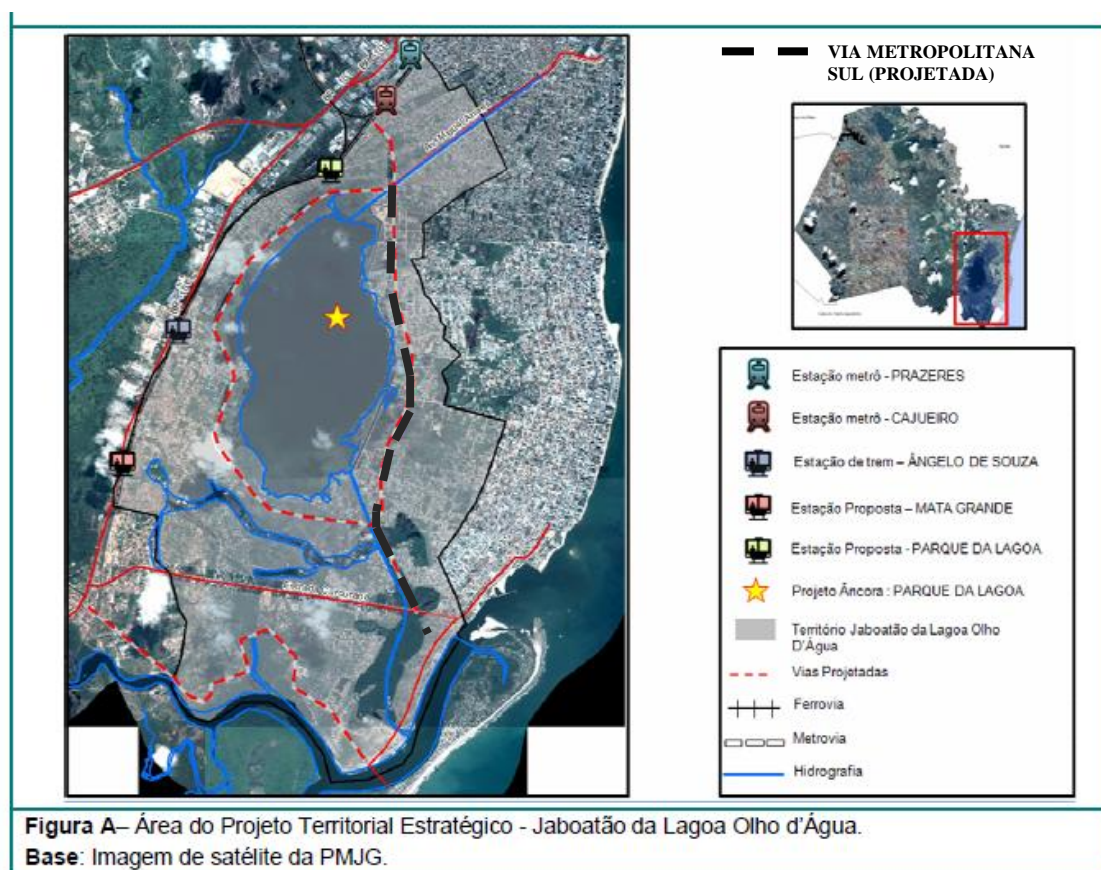 VIA METROPOLITANA
SUL (PROJETADA)
Estação metrô - PRAZERES
Estação metrô - CAJUEIRO
Estação de trem – ÂNGELO DE SOUZA
Estação Proposta – MATA GRANDE
Estação Proposta - PARQUE DA LAGOA
Projeto Âncora : PARQUE DA LAGOA
Território Jaboatão da Lagoa Olho
D'Água
Vias Projetadas
Ferrovia
Metrovia
Hidrografia
Figura A– Área do Projeto Territorial Estratégico - Jaboatão da Lagoa Olho d'Água.
Base: Imagem de satélite da PMJG.